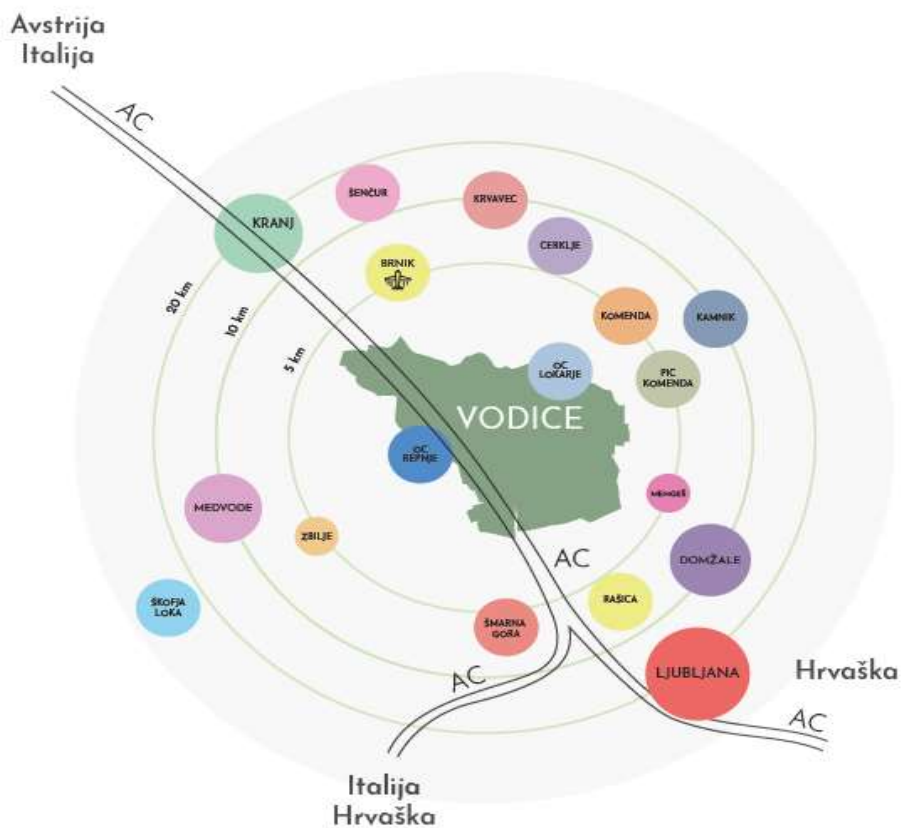 Avstrija
Italija
AC
ŠENČUR
KRVAVEC
KRANJ
CERKLJE
BRNIK
20 km
10 km
5 km
KOMENDA
KAMNIK
OC
LOKARJE
PIC
KOMENDA
VODICE
OC
REPNJE
MENGEŠ
MEDVODE
ZBILJE
AC
DOMŽALE
ŠKOFJA
LOKA
RAŠICA
ŠMARNA
GORA
AC
LJUBLJANA
Hrvaška
AC
Italija
Hrvaška